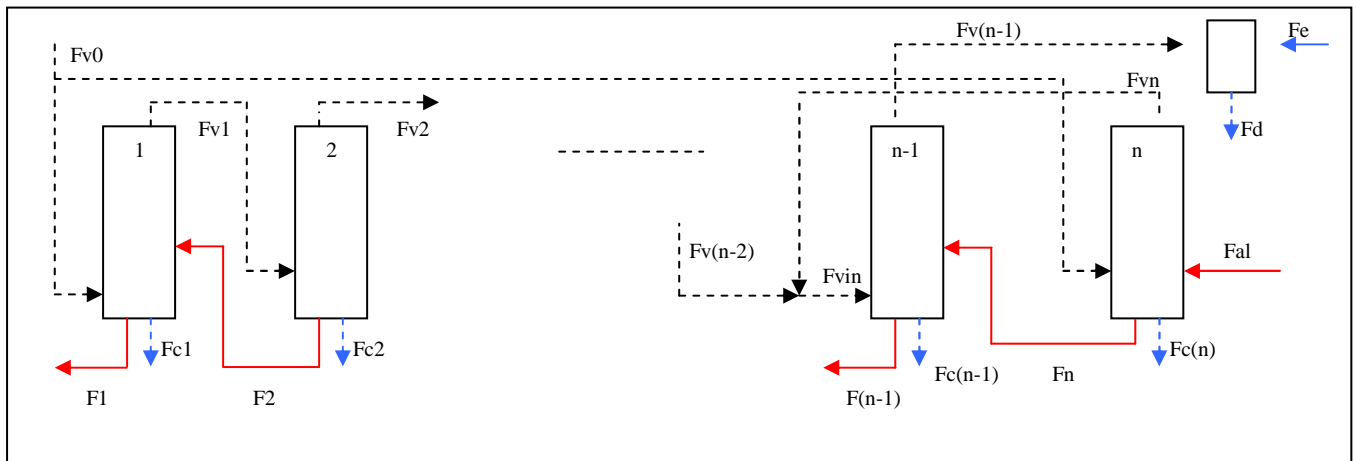 Fv0
Fv(n-1)
Fe
Fvn
Fv1
Fv2
Fd
1
2
n-1
n
Fv(n-2)
Fvin
Fal
Fc1
Fc2
Fc(n-1)
Fc(n)
F1
F2
F(n-1)
Fn